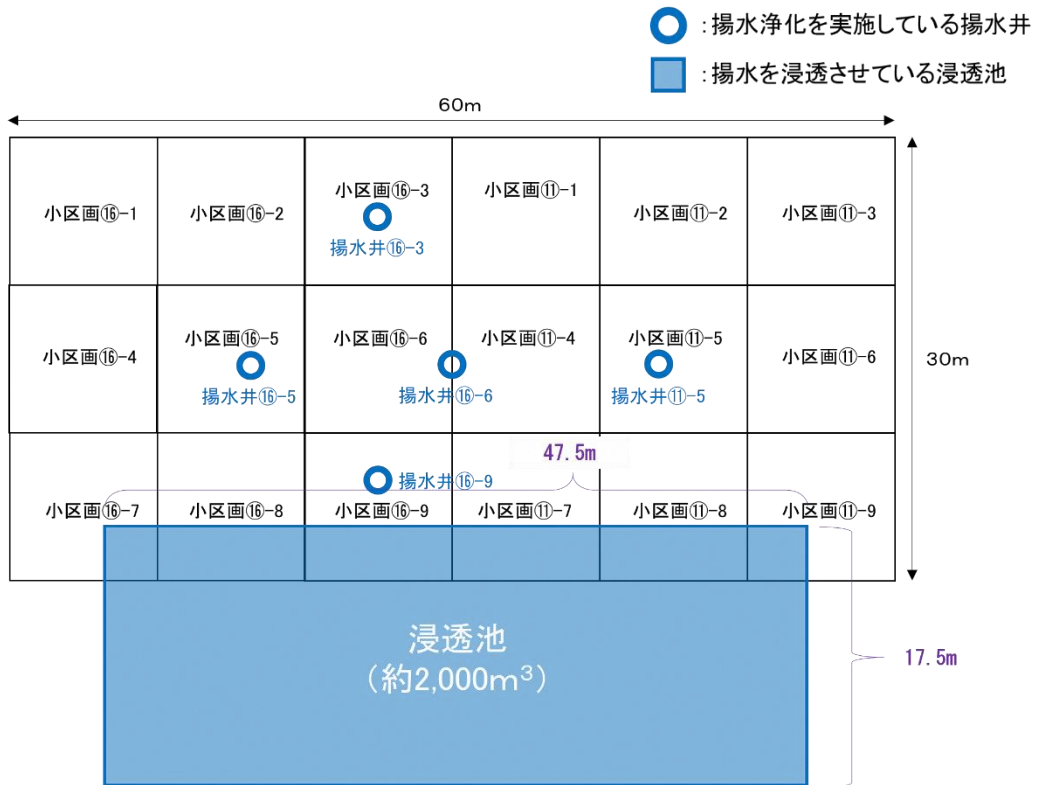 ：揚水浄化を実施している揚水井
：揚水を浸透させている浸透池
60m
小区画⑯-1
小区画⑯-2
小区画⑯-3
揚水井⑯-3
小区画⑪-1
小区画⑪-2
小区画⑪-3
小区画⑯-4
小区画⑯-5
揚水井⑯-5
小区画⑯-6
揚水井⑯-6
小区画⑪-4
小区画⑪-5
揚水井⑪-5
小区画⑪-6
30m
47.5m
揚水井⑯-9
小区画⑯-7
小区画⑯-8
小区画⑯-9
小区画⑪-7
小区画⑪-8
小区画⑪-9
浸透池
（約2,000m³）
17.5m